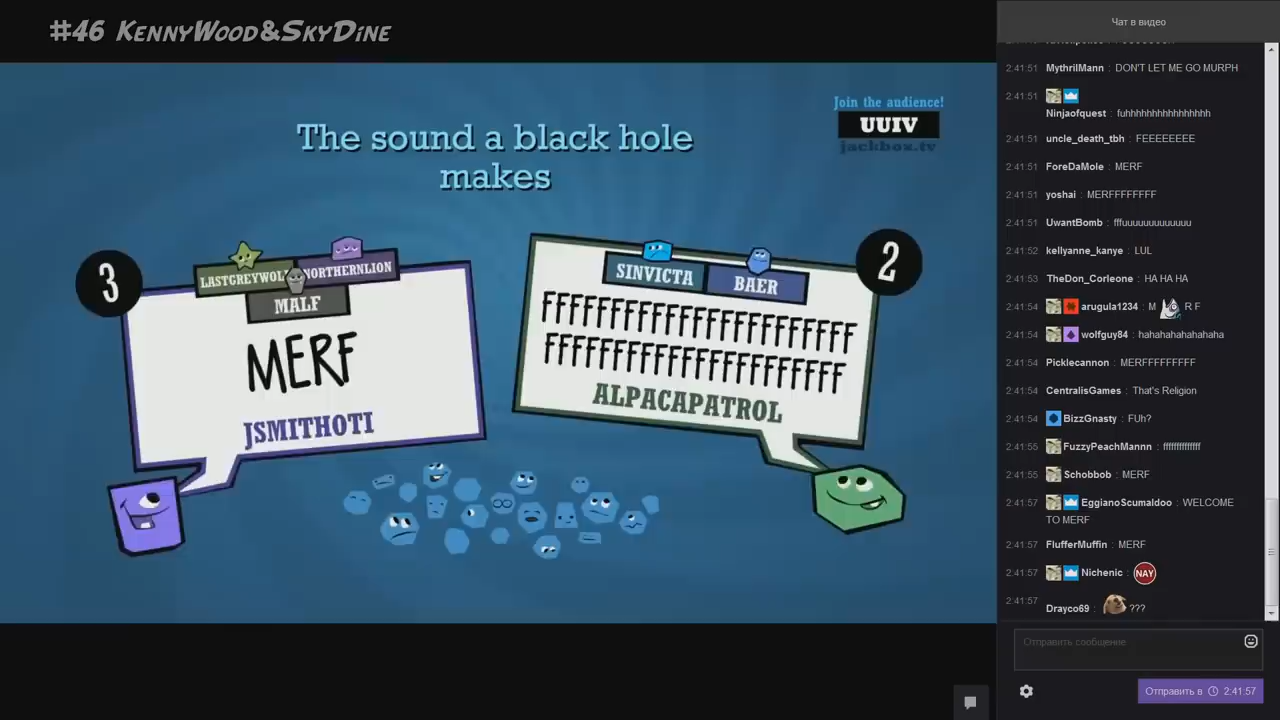 #46 KENNYWOOD&SKYDINE
Join the audience!
UUIV
jackbox.tv
The sound a black hole
makes
3
LASTGREYWOL
NORTHERNLION
MALF
MERF
JSMITHOTI
2
SINVICTA
BAER
FFFFFFFFFFFFFFFFFFFFFFF
FFFFFFFFFFFFFFFFFFFFFF
ALPACAPATROL
Чат в видео
2:41:51 MythrilMann : DON'T LET ME GO MURPH
2:41:51
Ninjaofquest : fuhhhhhhhhhhhhhhhh
2:41:51 uncle_death_tbh : FEEEEEEEE
2:41:51 ForeDaMole : MERF
2:41:51 yoshai : MERFFFFFFFF
2:41:51 UwantBomb : fffuuuuuuuuuuuuu
2:41:52 kellyanne_kanye : LUL
2:41:53 TheDon_Corleone : HA HA HA
2:41:54 arugula1234 : M R F
2:41:54 wolfguy84 : hahahahahahahaha
2:41:54 Picklecannon : MERFFFFFFFFF
2:41:54 CentralisGames : That's Religion
2:41:54 BizzGnasty : FUh?
2:41:55 FuzzyPeachMannn : ffffffffffffff
2:41:55 Schobbob : MERF
2:41:57 EggianoScumaldoo : WELCOME
TO MERF
2:41:57 FlufferMuffin : MERF
2:41:57 Nichenic : NAY
2:41:57 Drayco69 : ???
Отправить сообщение
Отправить в 2:41:57